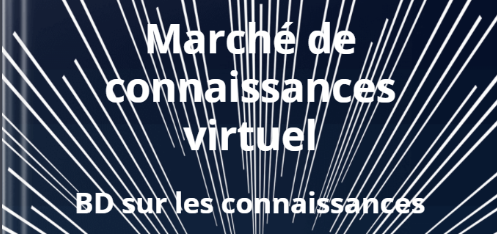 Marché de
connaissances
virtuel
BD sur les connaissances